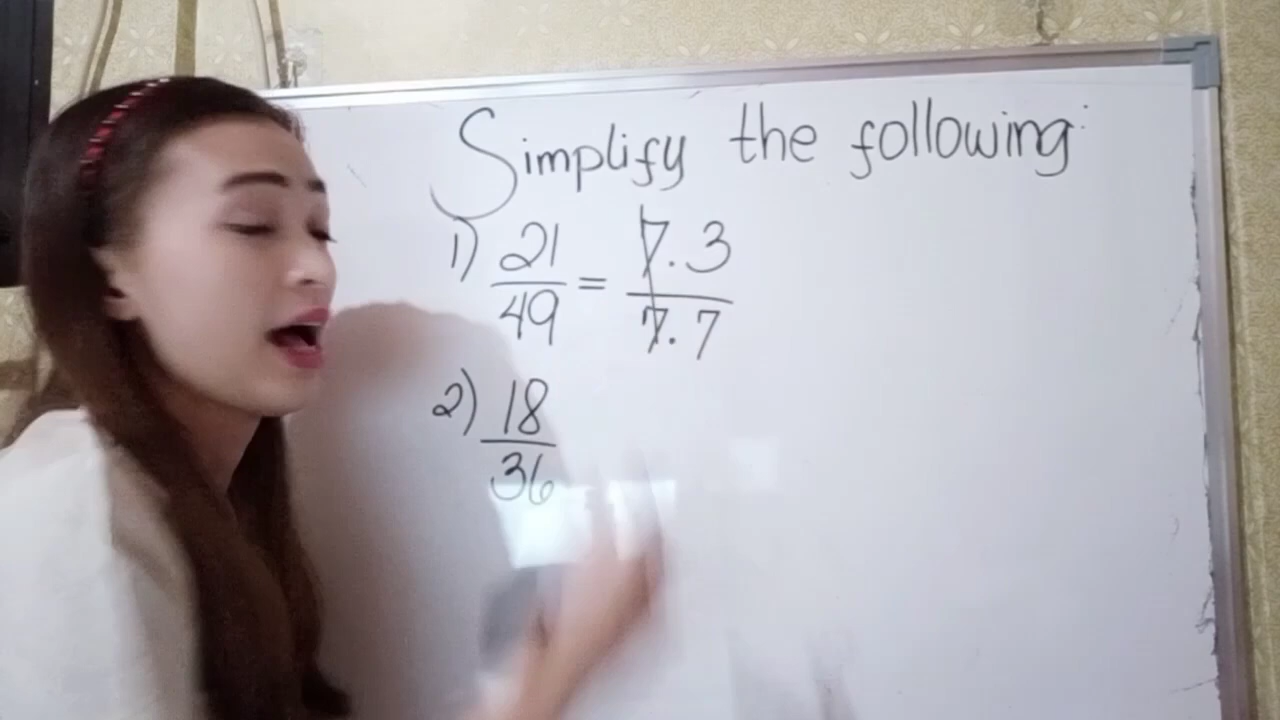 Simplify the following:
1) 21/49 = 7.3/7.7
2) 18/36